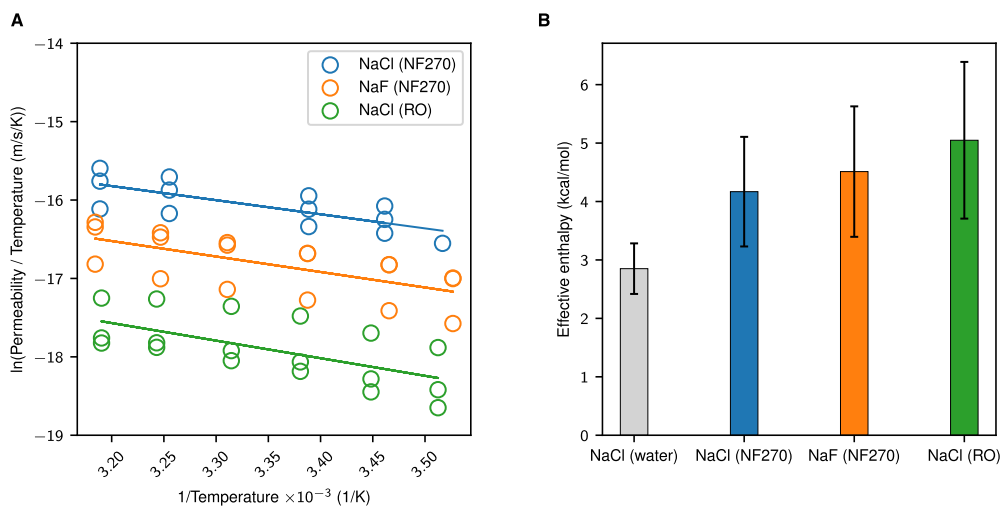 A
ln(Permeability / Temperature (m/s/K))
−14
−15
−16
−17
−18
−19
NaCl (NF270)
NaF (NF270)
NaCl (RO)
3.20
3.25
3.30
3.35
3.40
3.45
3.50
1/Temperature ×10⁻³ (1/K)
B
Effective enthalpy (kcal/mol)
6
5
4
3
2
1
0
NaCl (water)
NaCl (NF270)
NaF (NF270)
NaCl (RO)